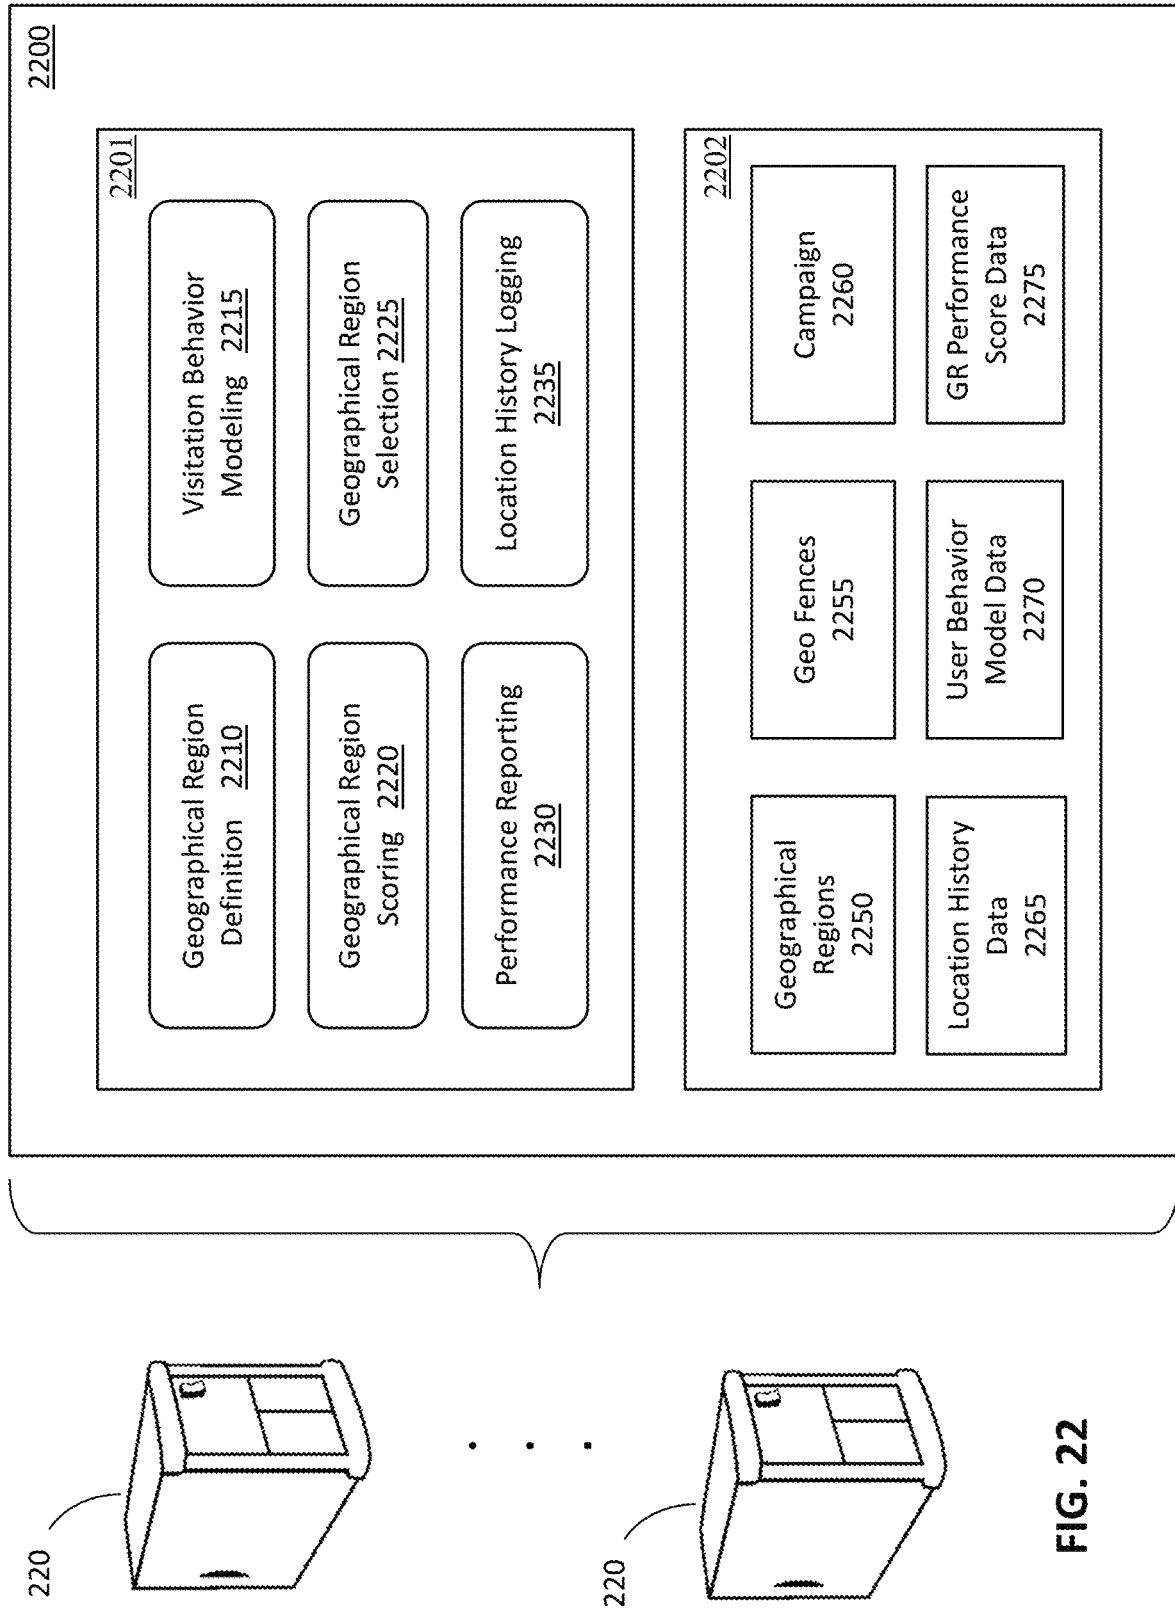 2200
2201
Geographical Region
Definition 2210
Visitation Behavior
Modeling 2215
Geographical Region
Scoring 2220
Geographical Region
Selection 2225
Performance Reporting
2230
Location History Logging
2235
2202
Geographical
Regions
2250
Geo Fences
2255
Campaign
2260
Location History
Data
2265
User Behavior
Model Data
2270
GR Performance
Score Data
2275
220
220
FIG. 22